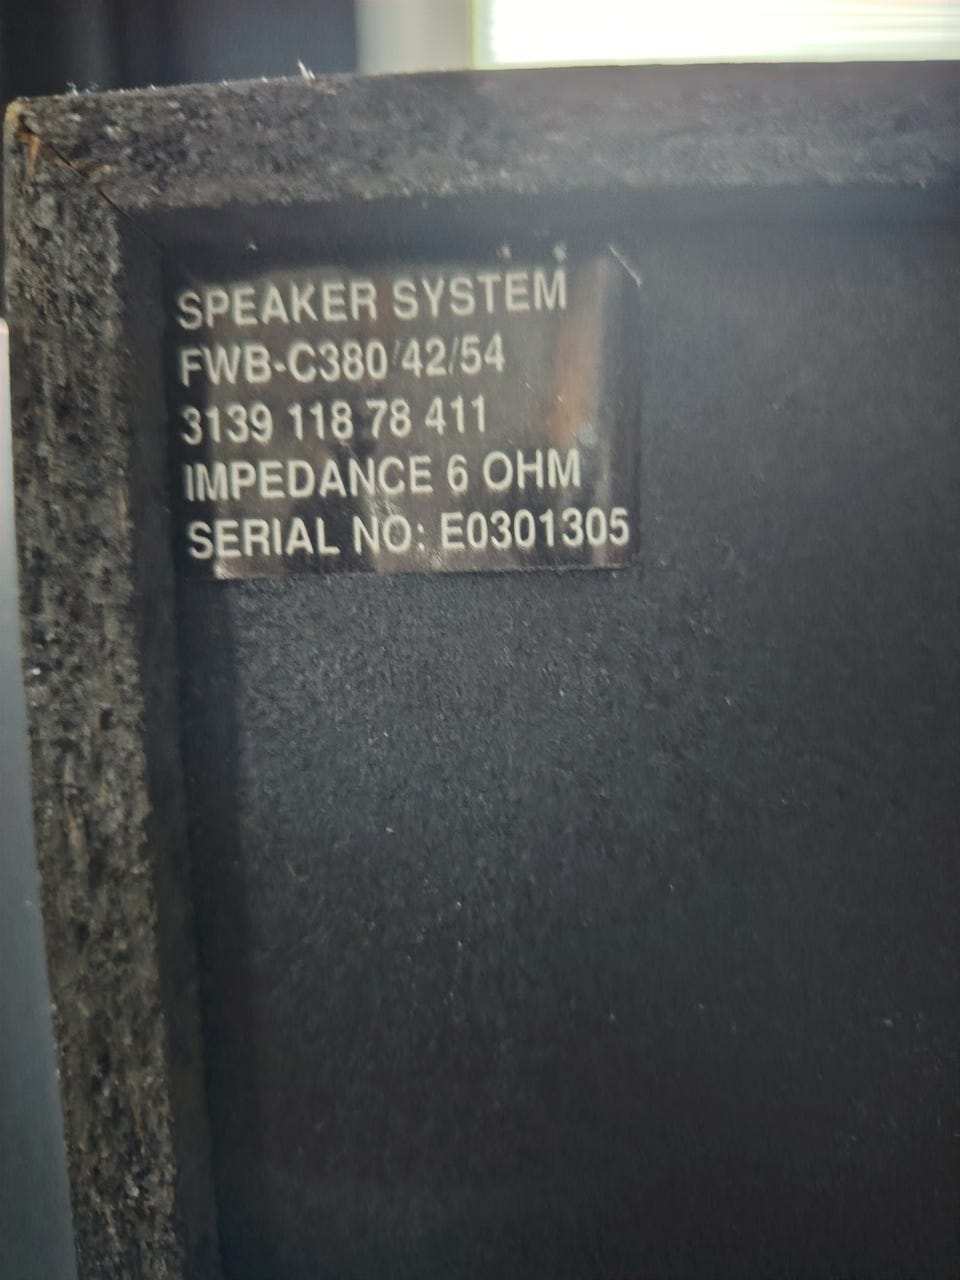 SPEAKER SYSTEM
FWB-C380/42/54
3139 118 78 411
IMPEDANCE 6 OHM
SERIAL NO: E0301305